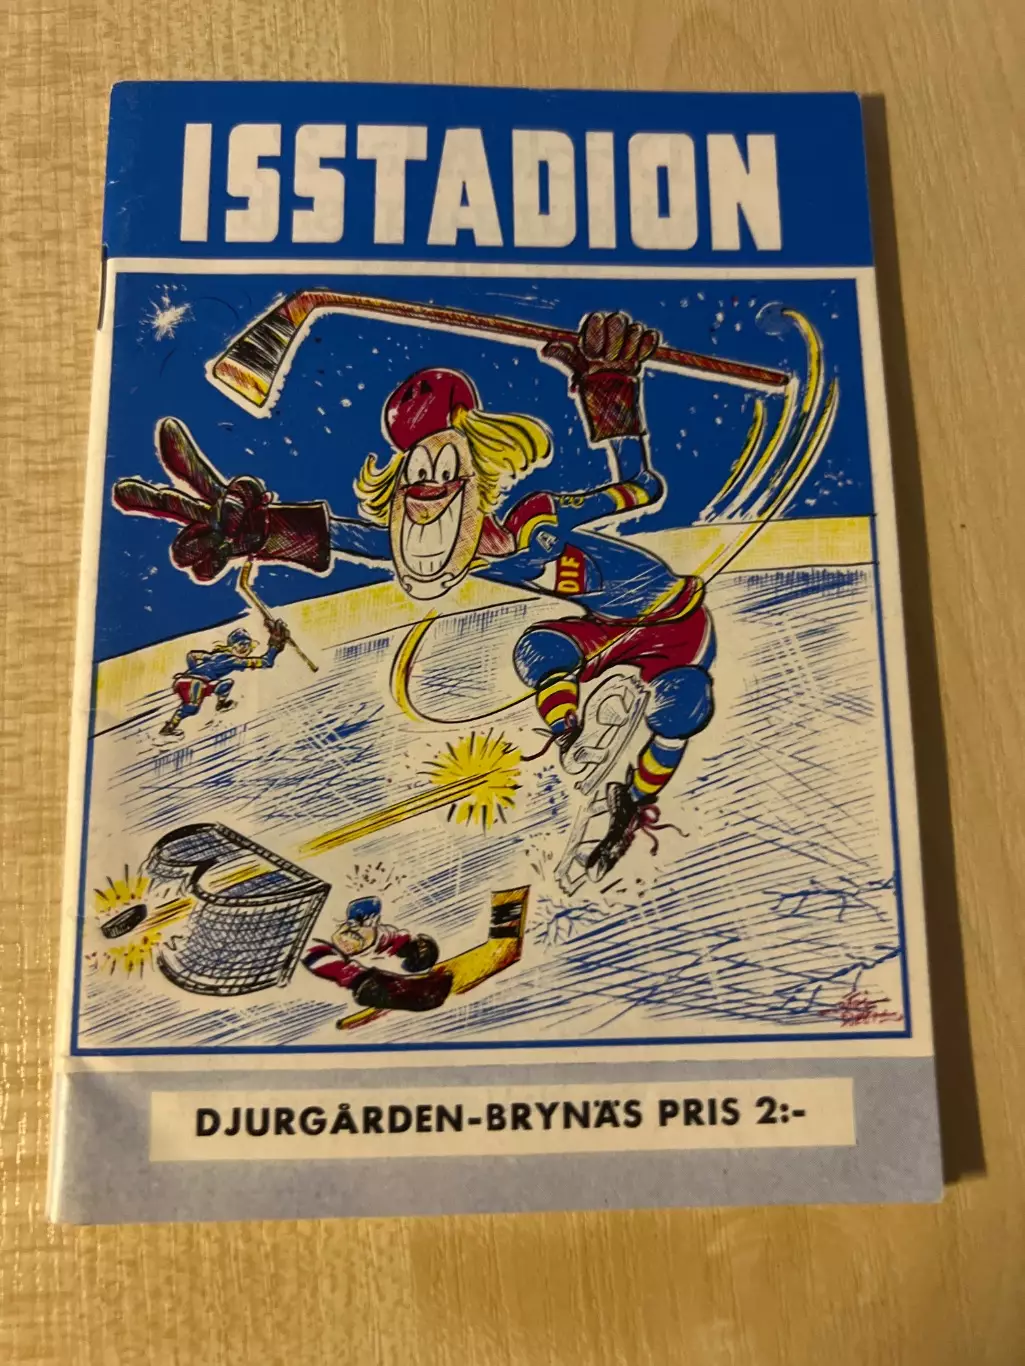 ISSTADION
DIF
DJURGÅRDEN-BRYNÄS PRIS 2:-